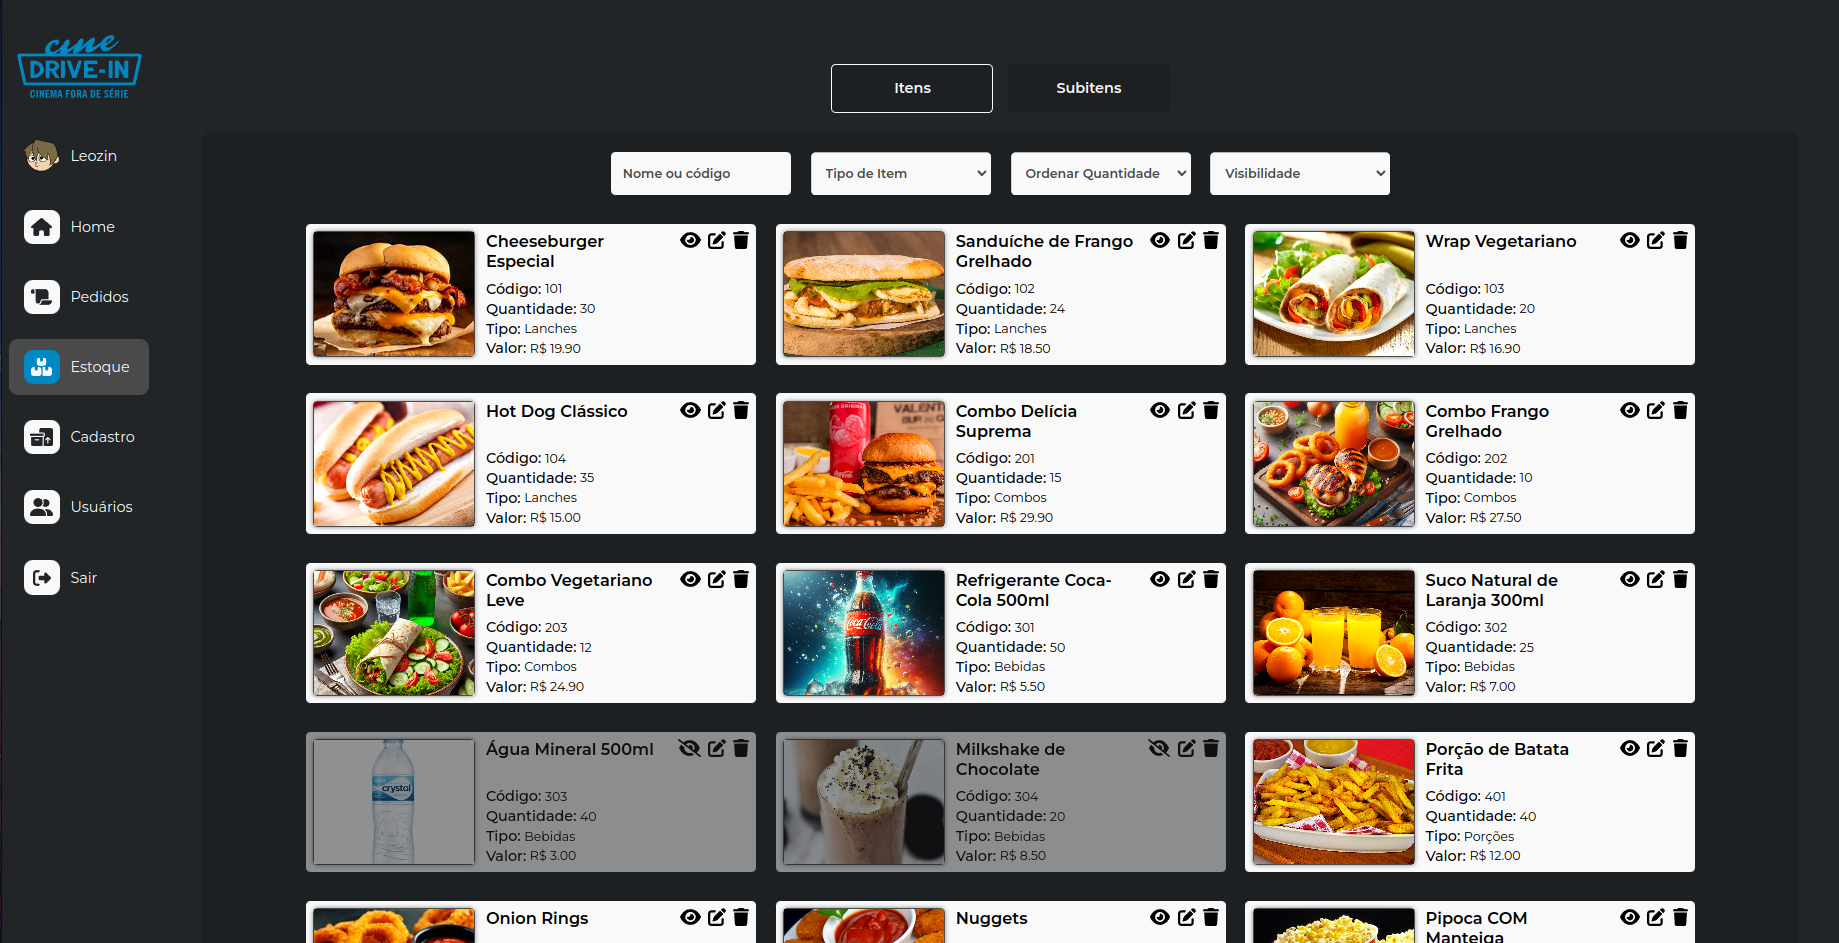 cine
DRIVE-IN
CINEMA FORA DE SÉRIE
Leozin
Home
Pedidos
Estoque
Cadastro
Usuários
Sair
Itens
Subitens
Nome ou código
Tipo de Item
Ordenar Quantidade
Visibilidade
Cheeseburger
Especial
Código: 101
Quantidade: 30
Tipo: Lanches
Valor: R$ 19.90
Sanduíche de Frango
Grelhado
Código: 102
Quantidade: 24
Tipo: Lanches
Valor: R$ 18.50
Wrap Vegetariano
Código: 103
Quantidade: 20
Tipo: Lanches
Valor: R$ 16.90
Hot Dog Clássico
Código: 104
Quantidade: 35
Tipo: Lanches
Valor: R$ 15.00
Combo Delícia
Suprema
Código: 201
Quantidade: 15
Tipo: Combos
Valor: R$ 29.90
Combo Frango
Grelhado
Código: 202
Quantidade: 10
Tipo: Combos
Valor: R$ 27.50
Combo Vegetariano
Leve
Código: 203
Quantidade: 12
Tipo: Combos
Valor: R$ 24.90
Coca-Cola
Refrigerante Coca-
Cola 500ml
Código: 301
Quantidade: 50
Tipo: Bebidas
Valor: R$ 5.50
Suco Natural de
Laranja 300ml
Código: 302
Quantidade: 25
Tipo: Bebidas
Valor: R$ 7.00
crystal
Água Mineral 500ml
Código: 303
Quantidade: 40
Tipo: Bebidas
Valor: R$ 3.00
Milkshake de
Chocolate
Código: 304
Quantidade: 20
Tipo: Bebidas
Valor: R$ 8.50
Porção de Batata
Frita
Código: 401
Quantidade: 40
Tipo: Porções
Valor: R$ 12.00
Onion Rings
Nuggets
Pipoca COM
Manteiga